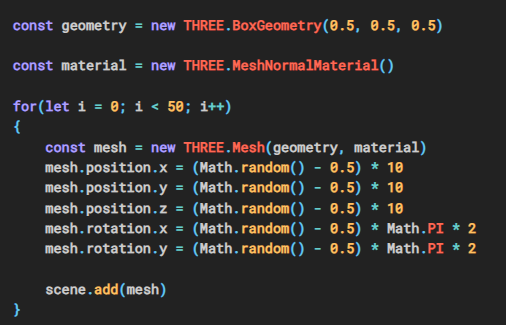 const geometry = new THREE.BoxGeometry(0.5, 0.5, 0.5)
const material = new THREE.MeshNormalMaterial()
for(let i = 0; i < 50; i++)
{
    const mesh = new THREE.Mesh(geometry, material)
    mesh.position.x = (Math.random() - 0.5) * 10
    mesh.position.y = (Math.random() - 0.5) * 10
    mesh.position.z = (Math.random() - 0.5) * 10
    mesh.rotation.x = (Math.random() - 0.5) * Math.PI * 2
    mesh.rotation.y = (Math.random() - 0.5) * Math.PI * 2
    scene.add(mesh)
}